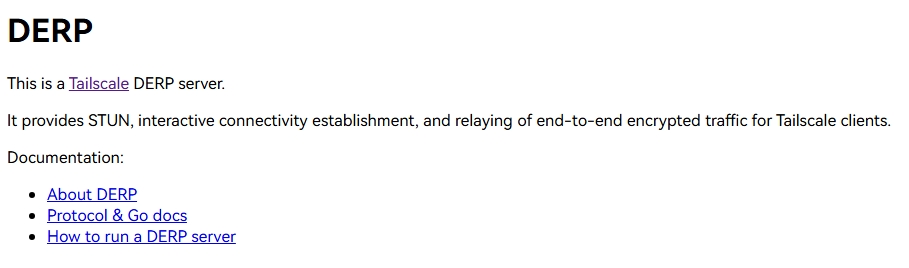 DERP
This is a Tailscale DERP server.
It provides STUN, interactive connectivity establishment, and relaying of end-to-end encrypted traffic for Tailscale clients.
Documentation:
About DERP
Protocol & Go docs
How to run a DERP server